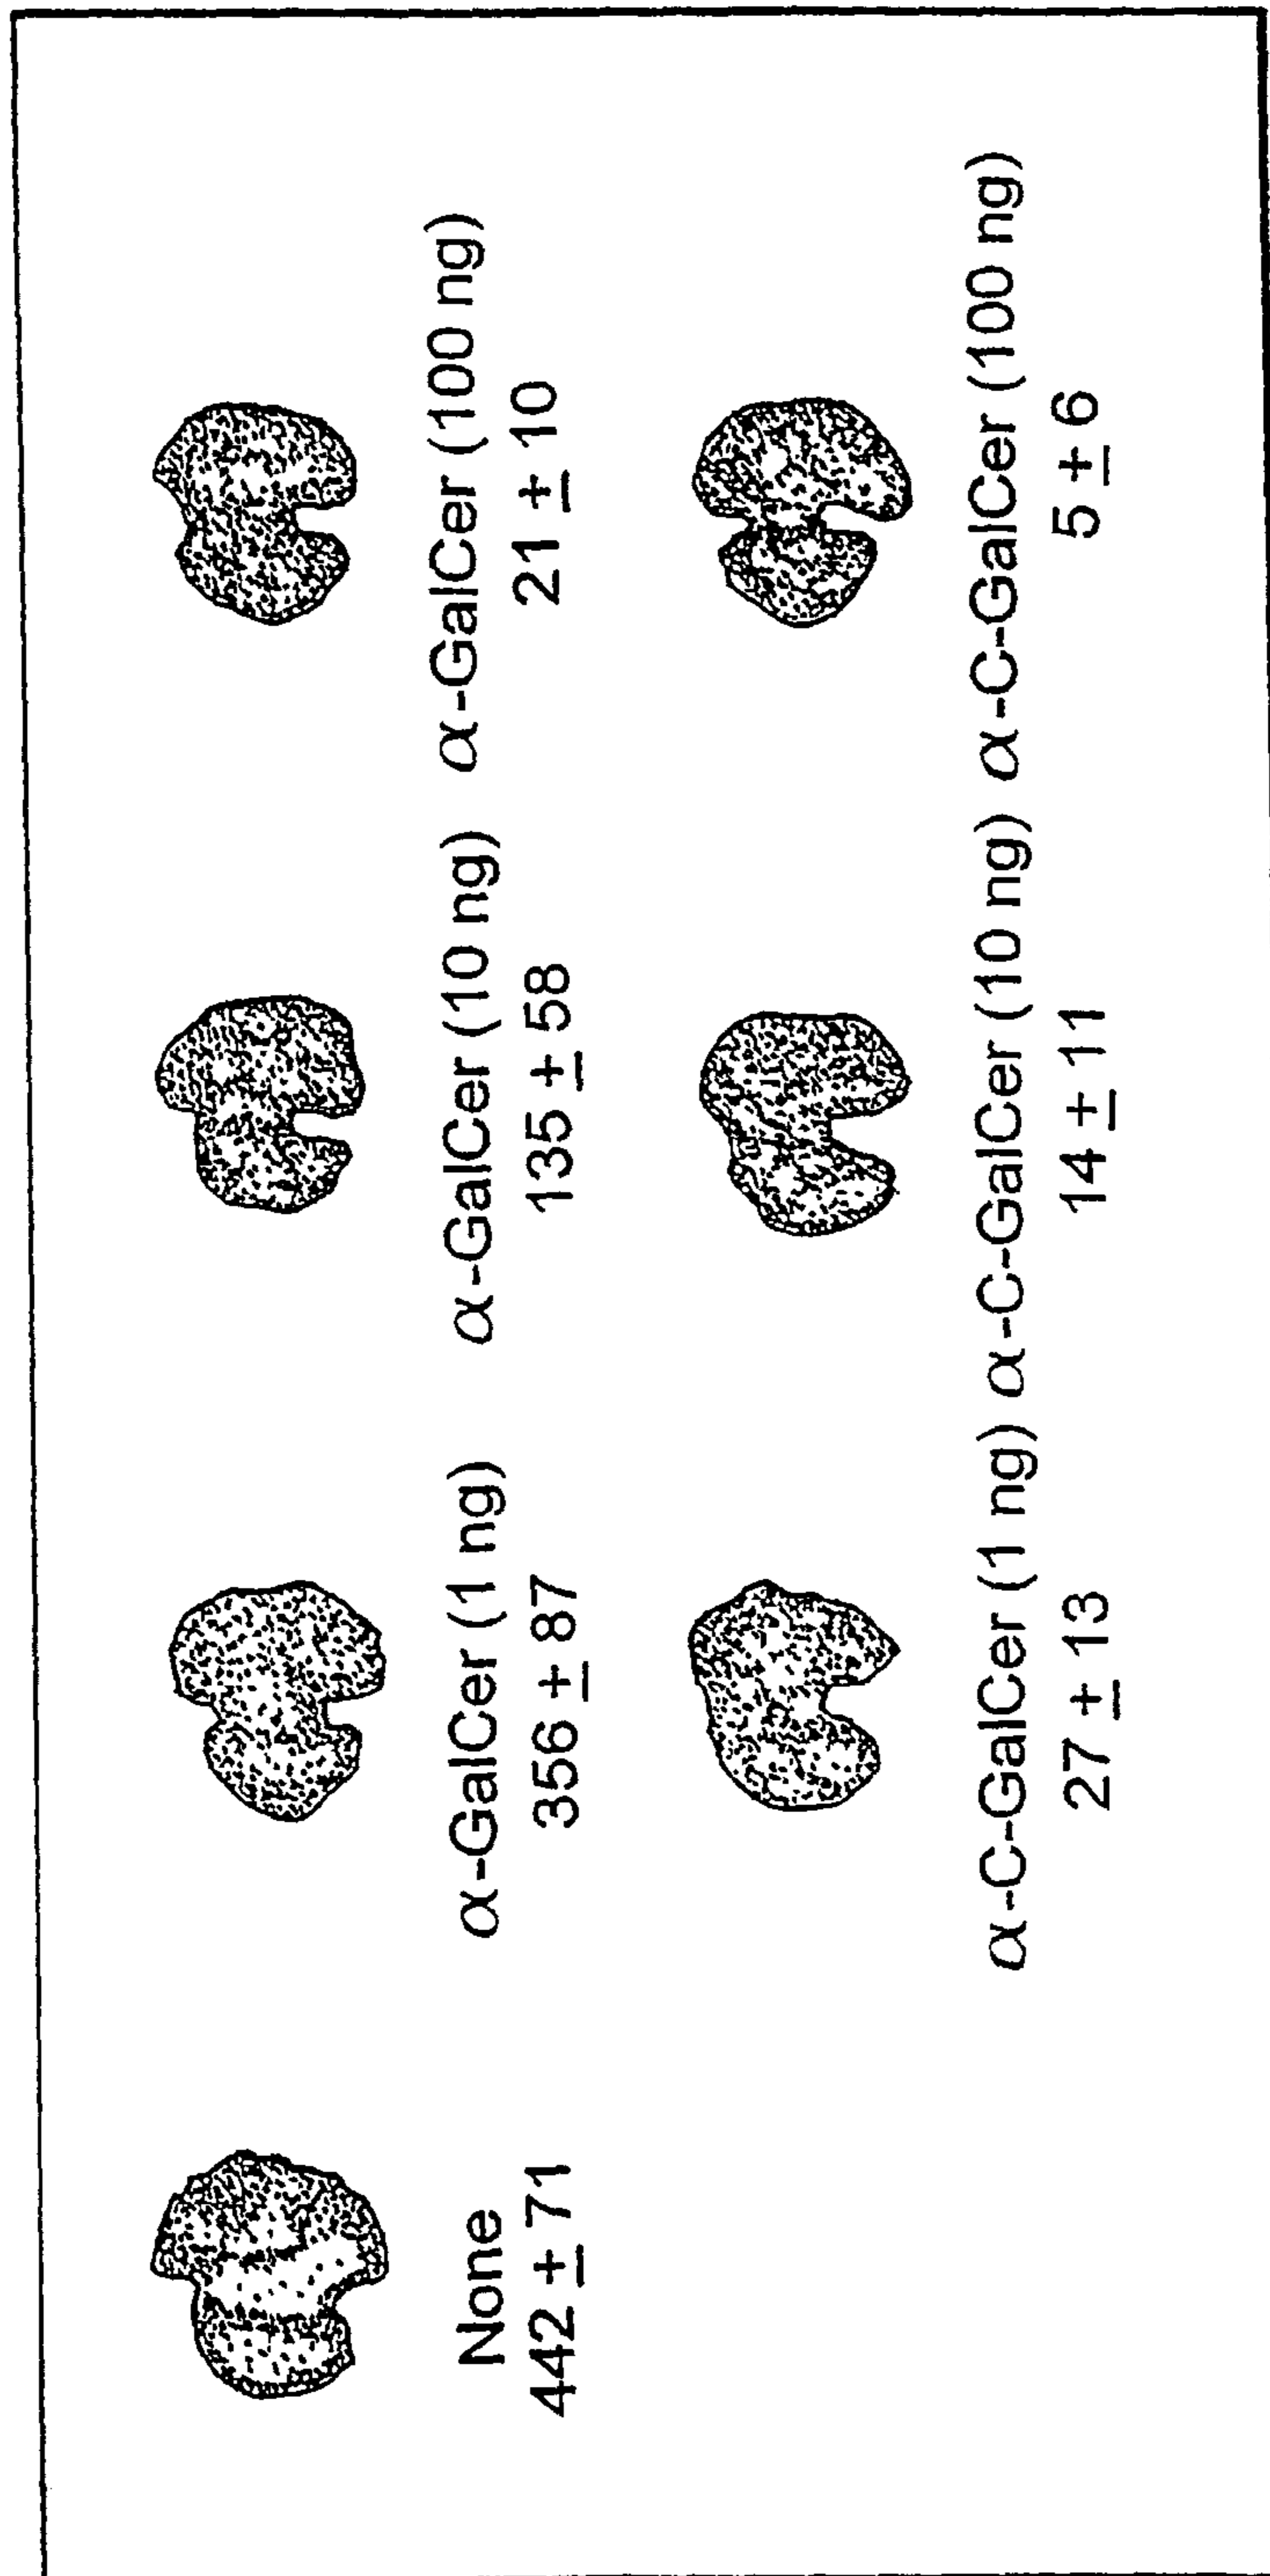 None
442 ± 71
α-GalCer (1 ng)
356 ± 87
α-GalCer (10 ng)
135 ± 58
α-GalCer (100 ng)
21 ± 10
α-C-GalCer (1 ng)
27 ± 13
α-C-GalCer (10 ng)
14 ± 11
α-C-GalCer (100 ng)
5 ± 6